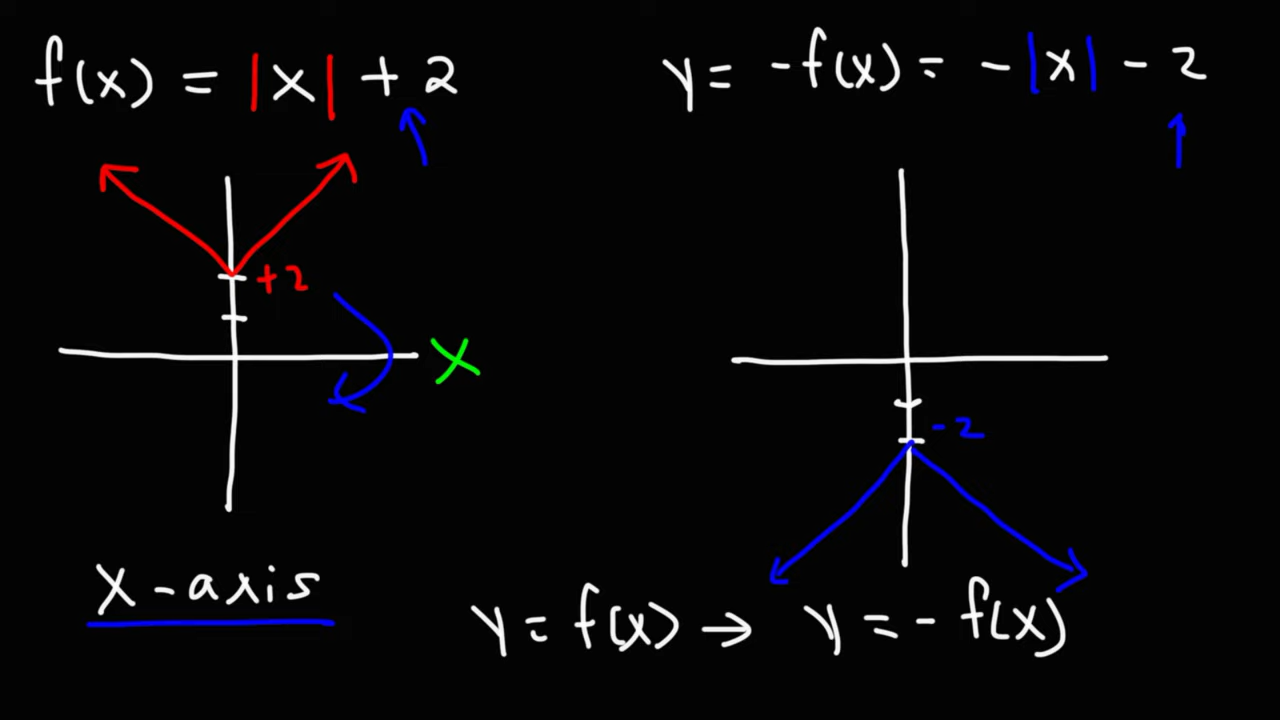 f(x) = |x| + 2
y = -f(x) = -|x| - 2
+2
x
-2
x-axis
y = f(x) → y = -f(x)